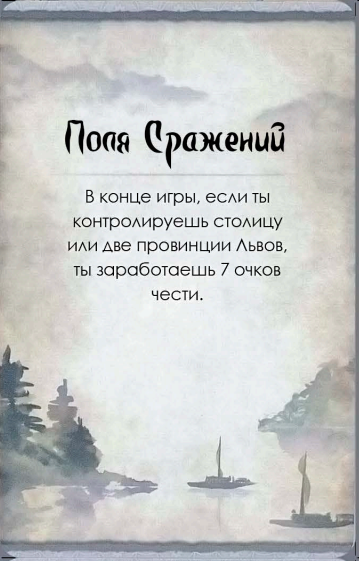 Поля Сражений
В конце игры, если ты
контролируешь столицу
или две провинции Львов,
ты заработаешь 7 очков
чести.